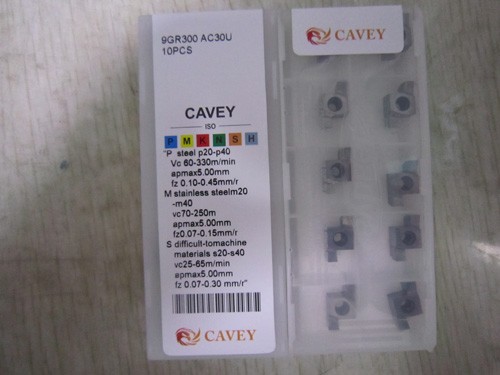 9GR300 AC30U
10PCS
CAVEY
ISO
P M K N S H
"P steel p20-p40
Vc 60-330m/min
apmax5.00mm
fz 0.10-0.45mm/r
M stainless steelm20
-m40
vc70-250m
apmax5.00mm
fz0.07-0.15mm/r
S difficult-tomachine
materials s20-s40
vc25-65m/min
apmax5.00mm
fz 0.07-0.30 mm/r"
CAVEY
CAVEY